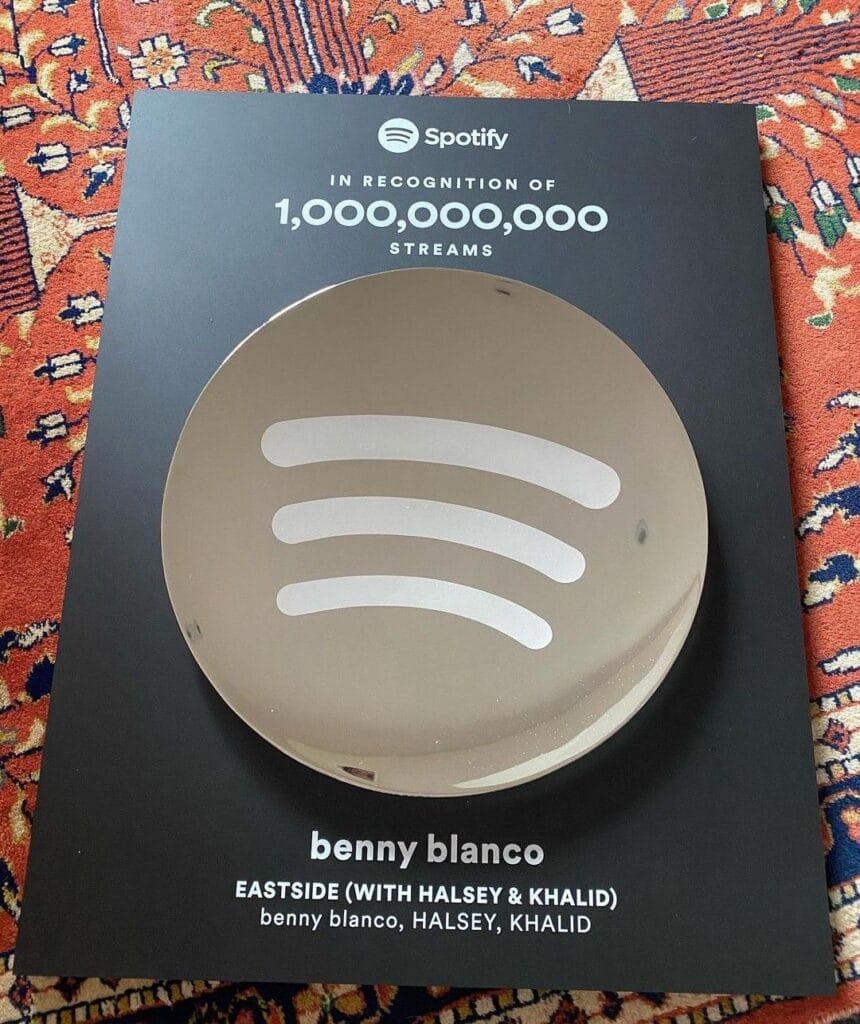 Spotify
IN RECOGNITION OF
1,000,000,000
STREAMS
benny blanco
EASTSIDE (WITH HALSEY & KHALID)
benny blanco, HALSEY, KHALID